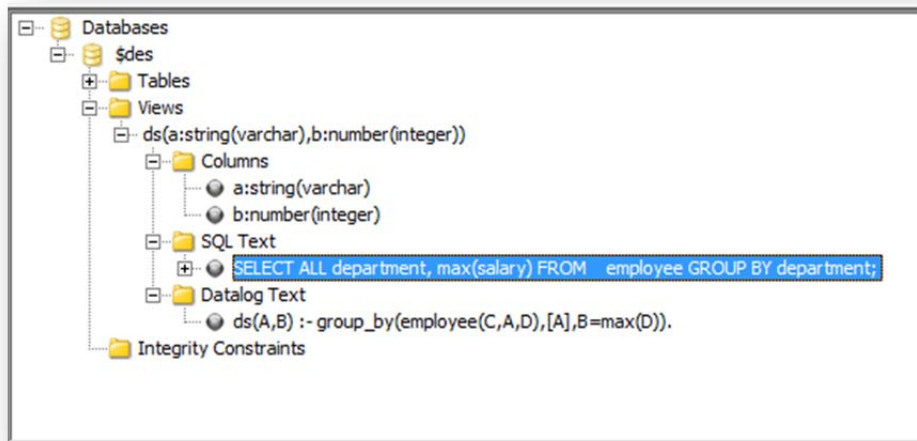 Databases
$des
Tables
Views
ds(a:string(varchar),b:number(integer))
Columns
a:string(varchar)
b:number(integer)
SQL Text
SELECT ALL department, max(salary) FROM    employee GROUP BY department;
Datalog Text
ds(A,B) :- group_by(employee(C,A,D),[A],B=max(D)).
Integrity Constraints